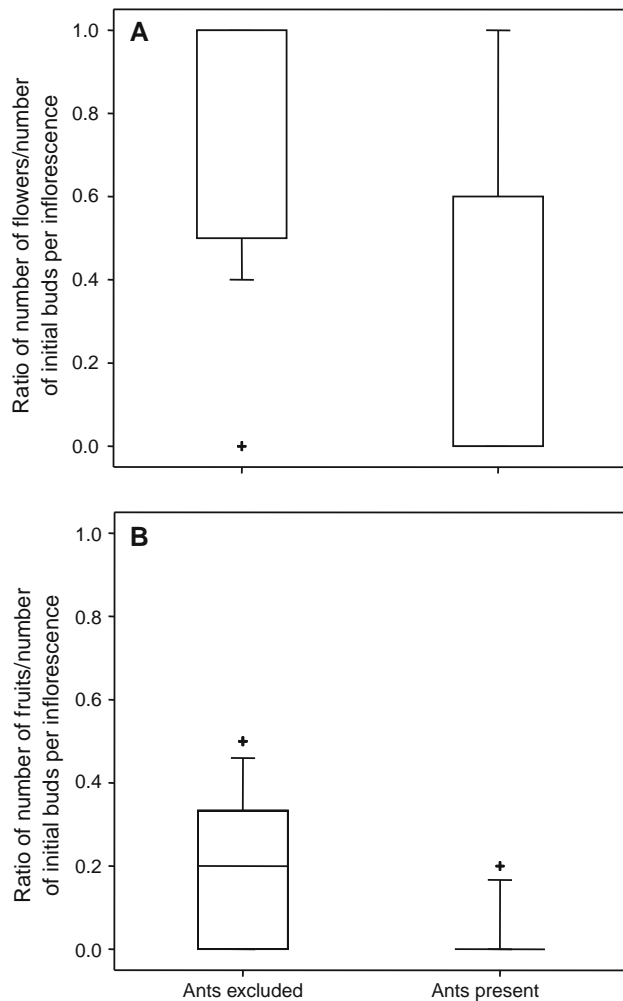 A
Ratio of number of flowers/number
of initial buds per inflorescence
1.0
0.8
0.6
0.4
0.2
0.0
B
Ratio of number of fruits/number
of initial buds per inflorescence
1.0
0.8
0.6
0.4
0.2
0.0
Ants excluded
Ants present